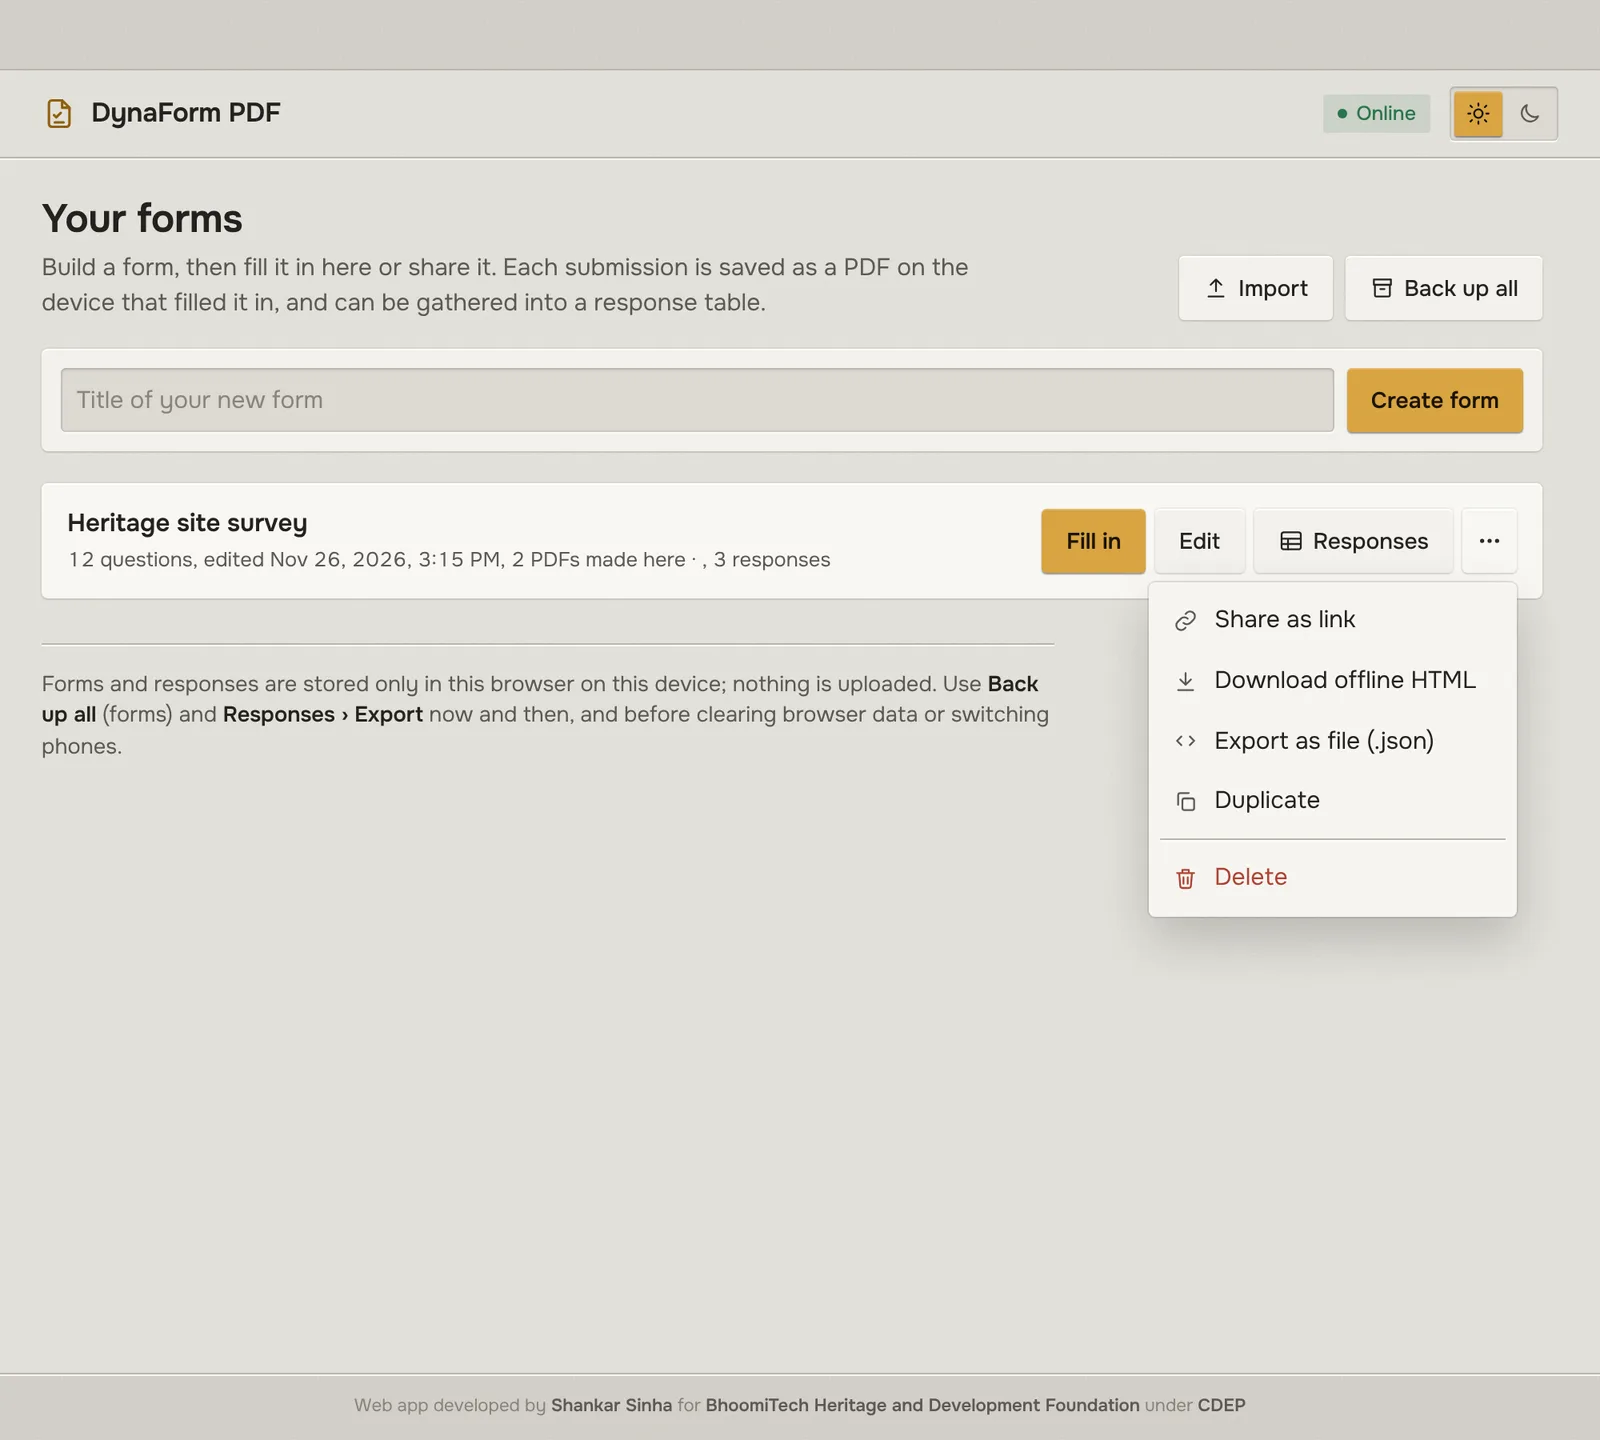 DynaForm PDF
Online
Your forms
Build a form, then fill it in here or share it. Each submission is saved as a PDF on the
device that filled it in, and can be gathered into a response table.
Import
Back up all
Title of your new form
Create form
Heritage site survey
12 questions, edited Nov 26, 2026, 3:15 PM, 2 PDFs made here · , 3 responses
Fill in
Edit
Responses
Share as link
Download offline HTML
Export as file (.json)
Duplicate
Delete
Forms and responses are stored only in this browser on this device; nothing is uploaded. Use Back
up all (forms) and Responses › Export now and then, and before clearing browser data or switching
phones.
Web app developed by Shankar Sinha for BhoomiTech Heritage and Development Foundation under CDEP